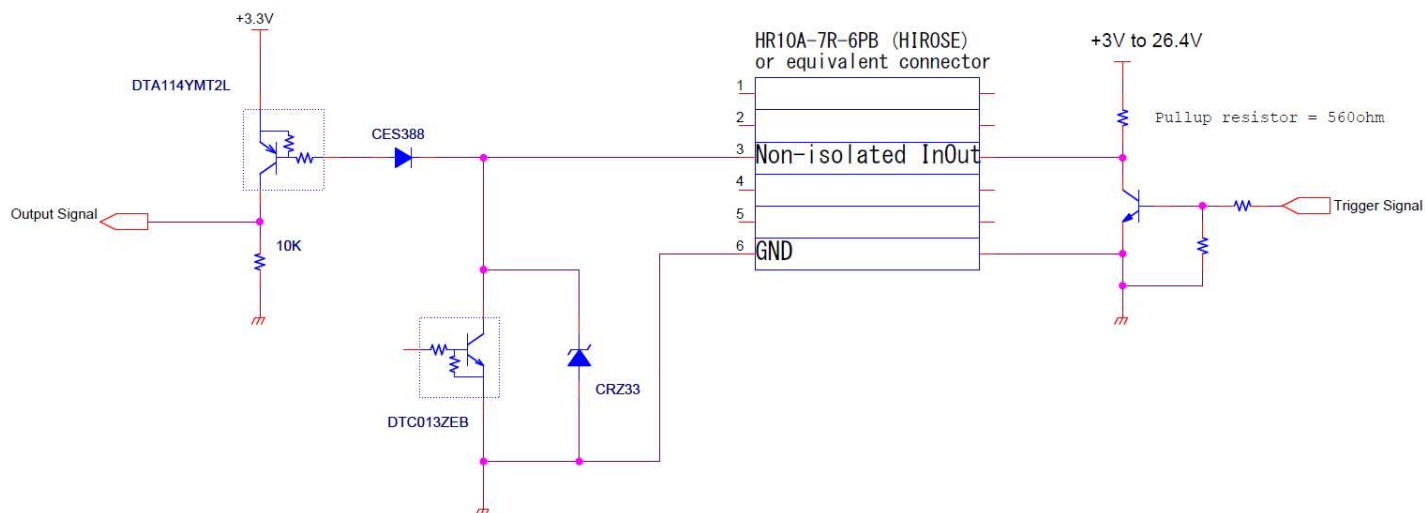 +3.3V
DTA114YMT2L
CES388
Output Signal
10K
DTC013ZEB
CRZ33
HR10A-7R-6PB (HIROSE)
or equivalent connector
1
2
3 Non-isolated InOut
4
5
6 GND
+3V to 26.4V
Pullup resistor = 560ohm
Trigger Signal